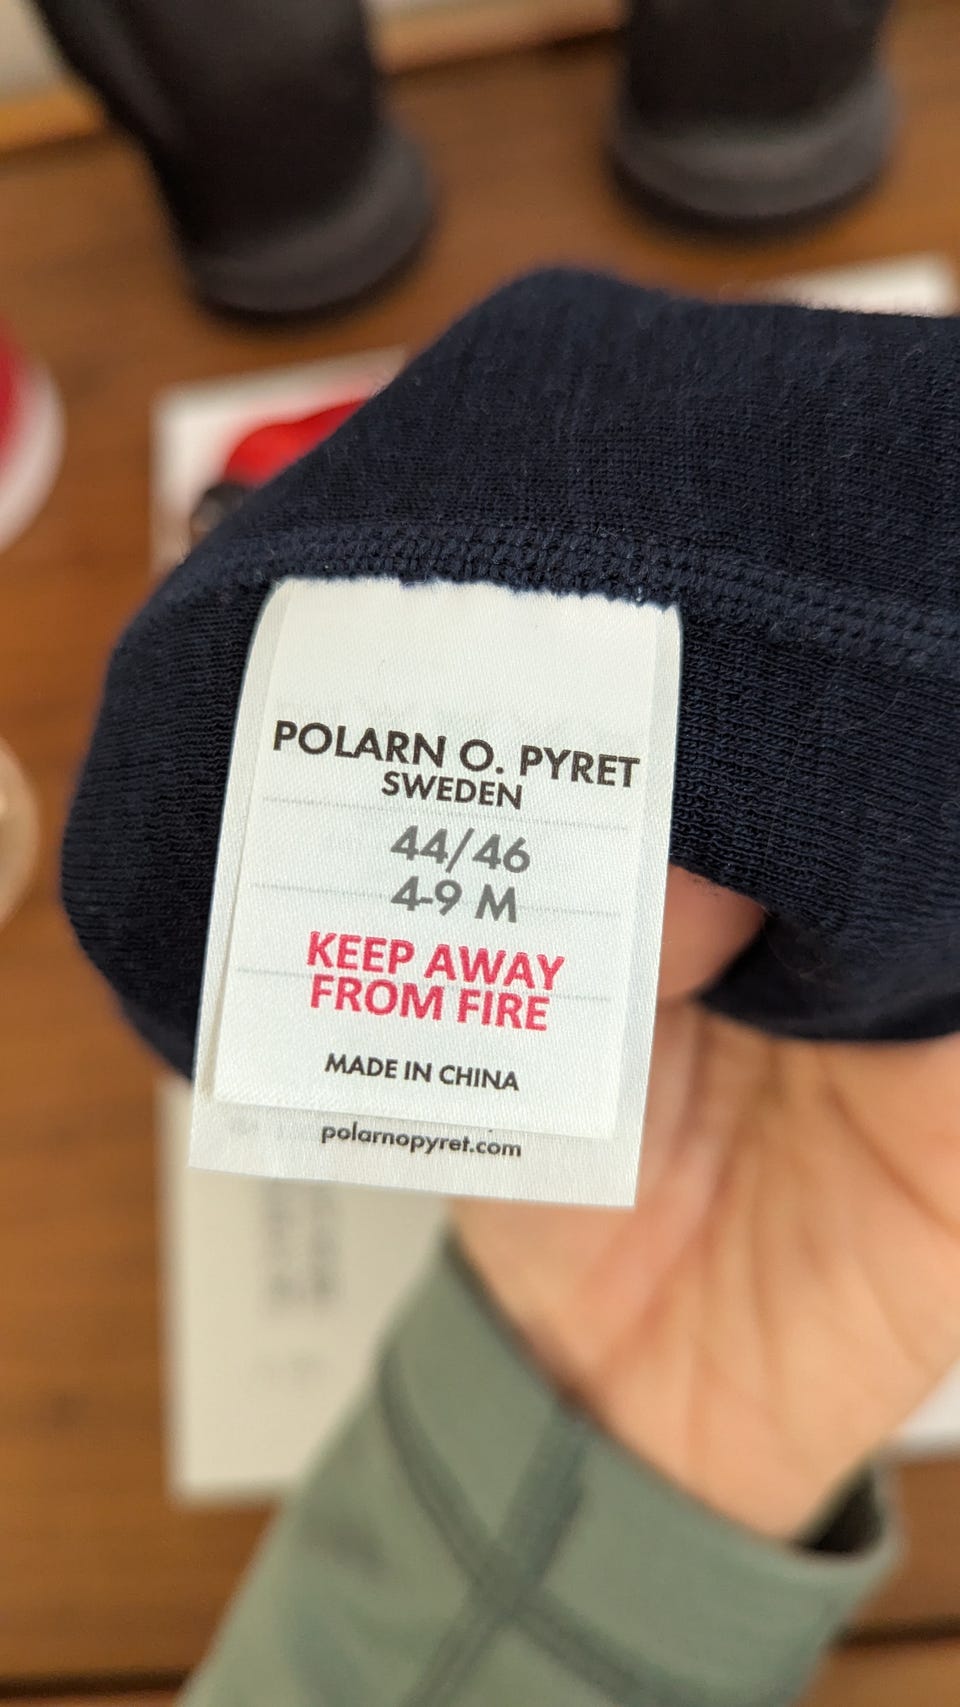 POLARN O. PYRET
SWEDEN
44/46
4-9 M
KEEP AWAY
FROM FIRE
MADE IN CHINA
polarnopyret.com